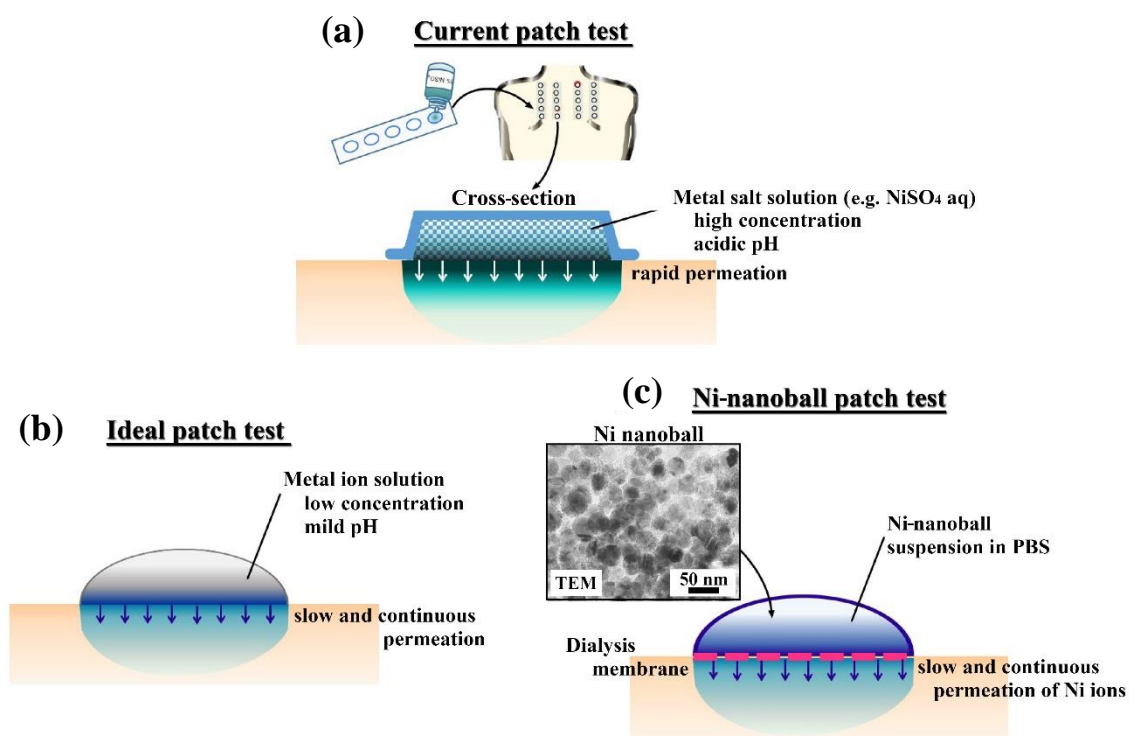 (a) Current patch test
Cross-section
Metal salt solution (e.g. NiSO₄ aq)
high concentration
acidic pH
rapid permeation
(b) Ideal patch test
Metal ion solution
low concentration
mild pH
slow and continuous
permeation
(c) Ni-nanoball patch test
Ni nanoball
TEM
50 nm
Ni-nanoball
suspension in PBS
Dialysis
membrane
slow and continuous
permeation of Ni ions